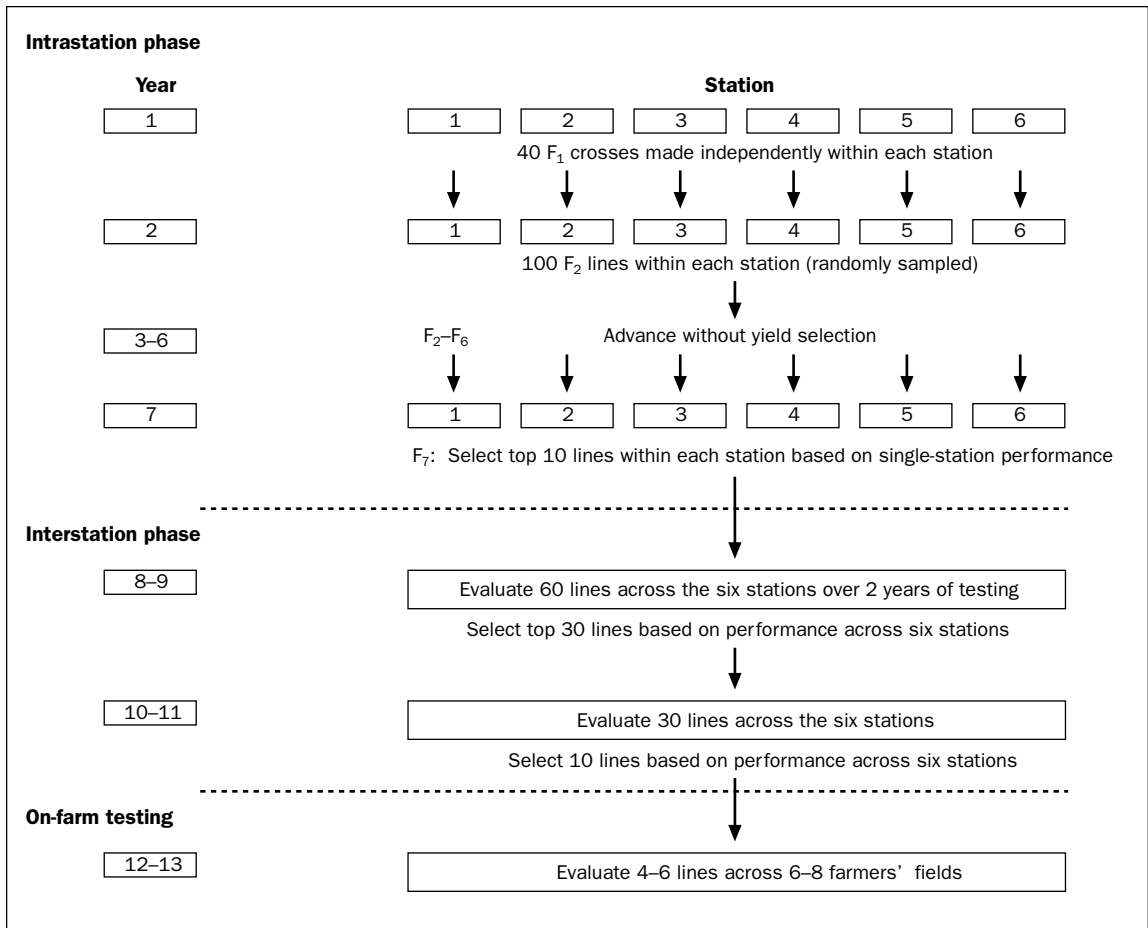 Intrastation phase
Year Station
1 1 2 3 4 5 6
40 F₁ crosses made independently within each station
2 1 2 3 4 5 6
100 F₂ lines within each station (randomly sampled)
3–6 F₂–F₆ Advance without yield selection
7 1 2 3 4 5 6
F₇: Select top 10 lines within each station based on single-station performance
Interstation phase
8–9 Evaluate 60 lines across the six stations over 2 years of testing
Select top 30 lines based on performance across six stations
10–11 Evaluate 30 lines across the six stations
Select 10 lines based on performance across six stations
On-farm testing
12–13 Evaluate 4–6 lines across 6–8 farmers’ fields